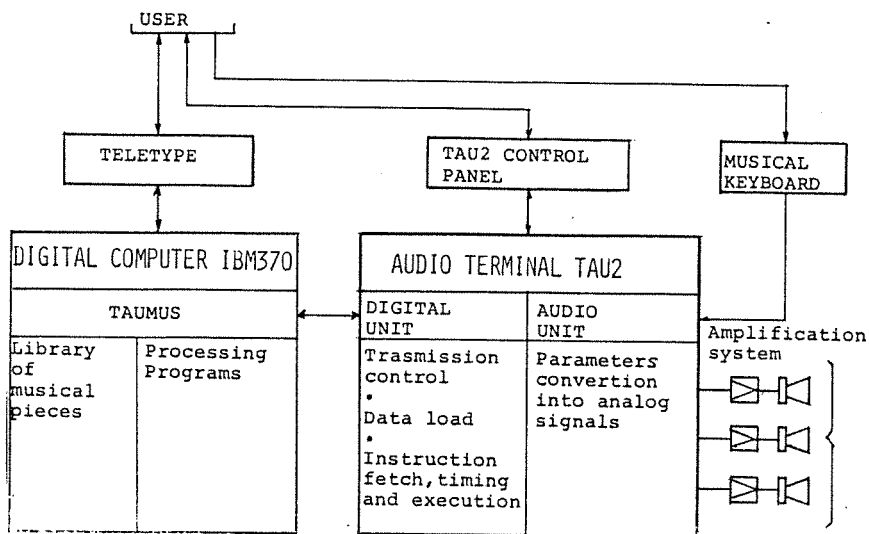 USER
TELETYPE
TAU2 CONTROL
PANEL
MUSICAL
KEYBOARD
DIGITAL COMPUTER IBM370
TAUMUS
Library
of
musical
pieces
Processing
Programs
AUDIO TERMINAL TAU2
DIGITAL
UNIT
Trasmission
control
•
Data load
•
Instruction
fetch,timing
and execution
AUDIO
UNIT
Parameters
convertion
into analog
signals
Amplification
system